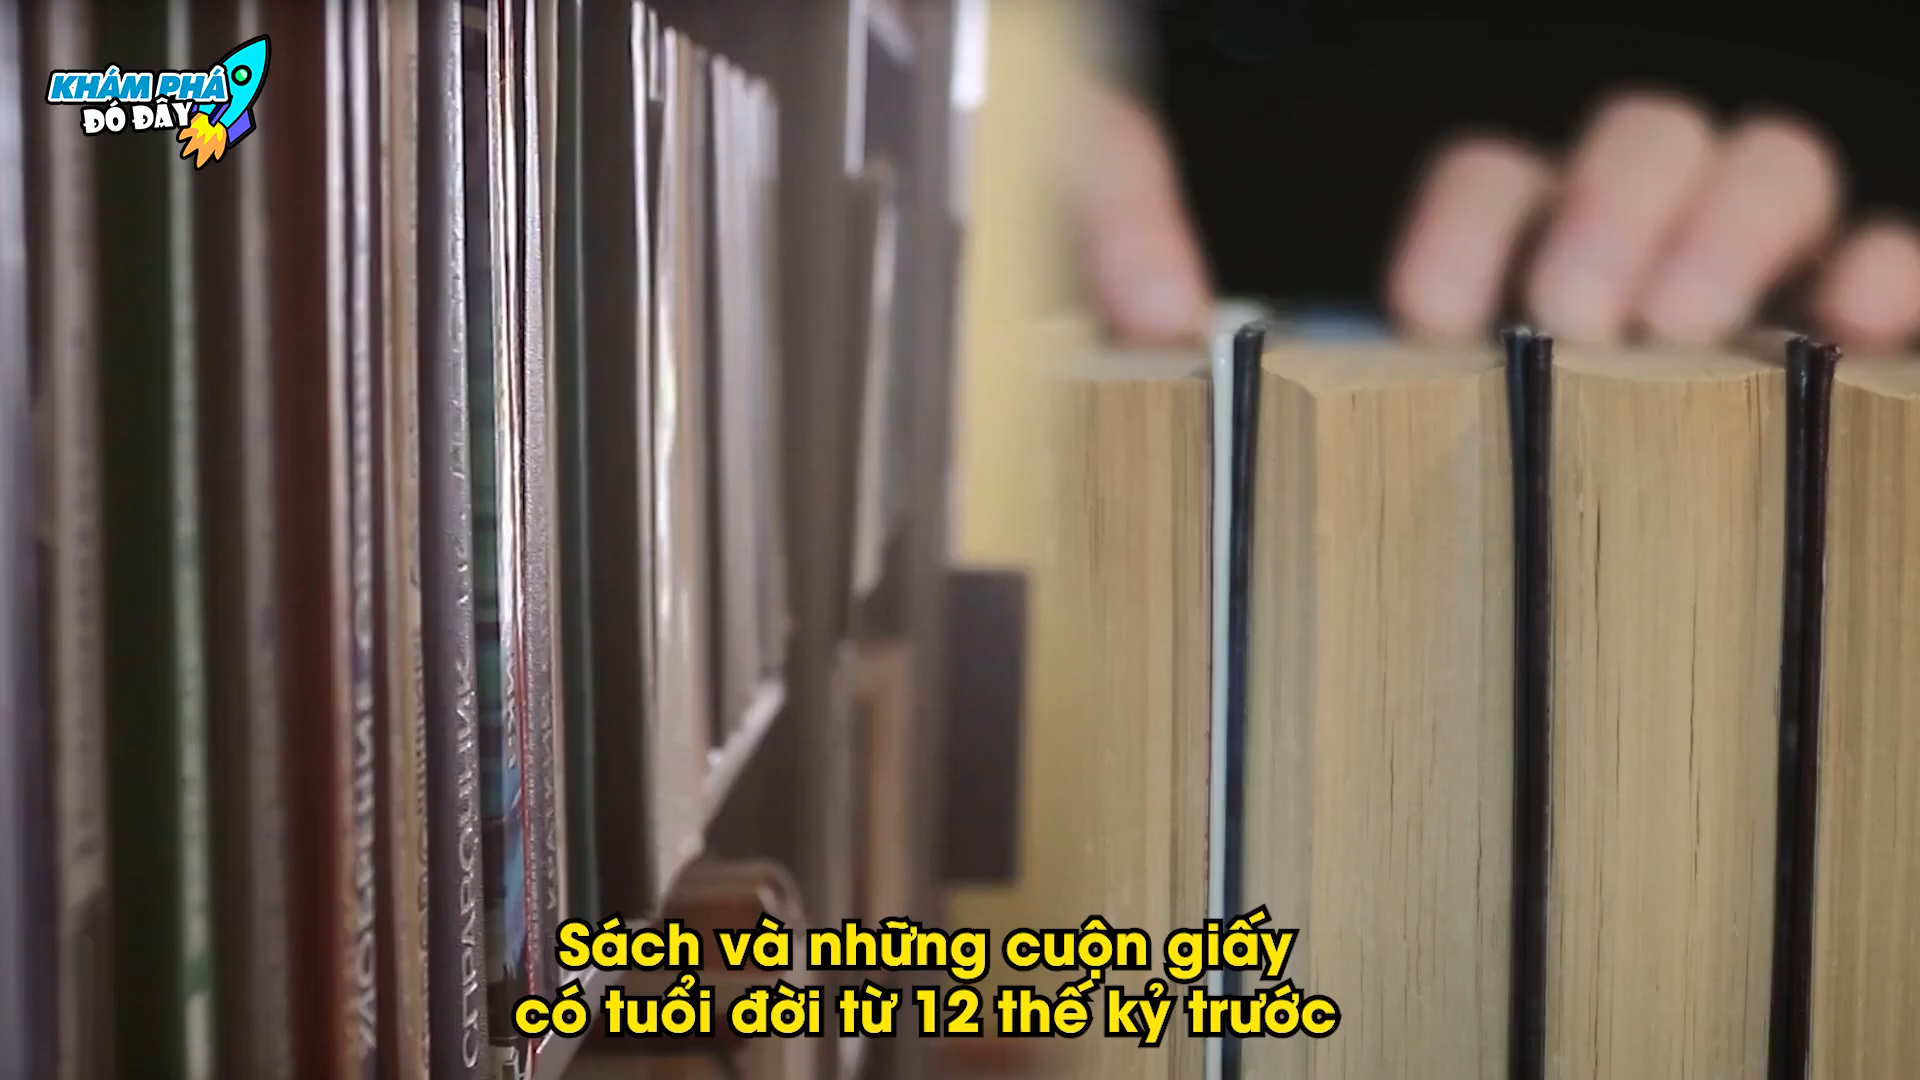 KHÁM PHÁ
ĐÓ ĐÂY
Sách và những cuộn giấy
có tuổi đời từ 12 thế kỷ trước